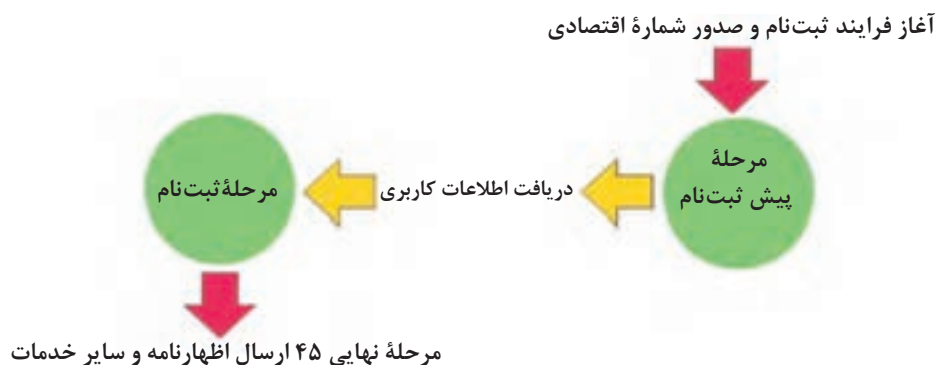 آغاز فرایند ثبت‌نام و صدور شمارهٔ اقتصادی
مرحلهٔ
پیش ثبت‌نام
دریافت اطلاعات کاربری
مرحلهٔ ثبت‌نام
مرحلهٔ نهایی ۴۵ ارسال اظهارنامه و سایر خدمات